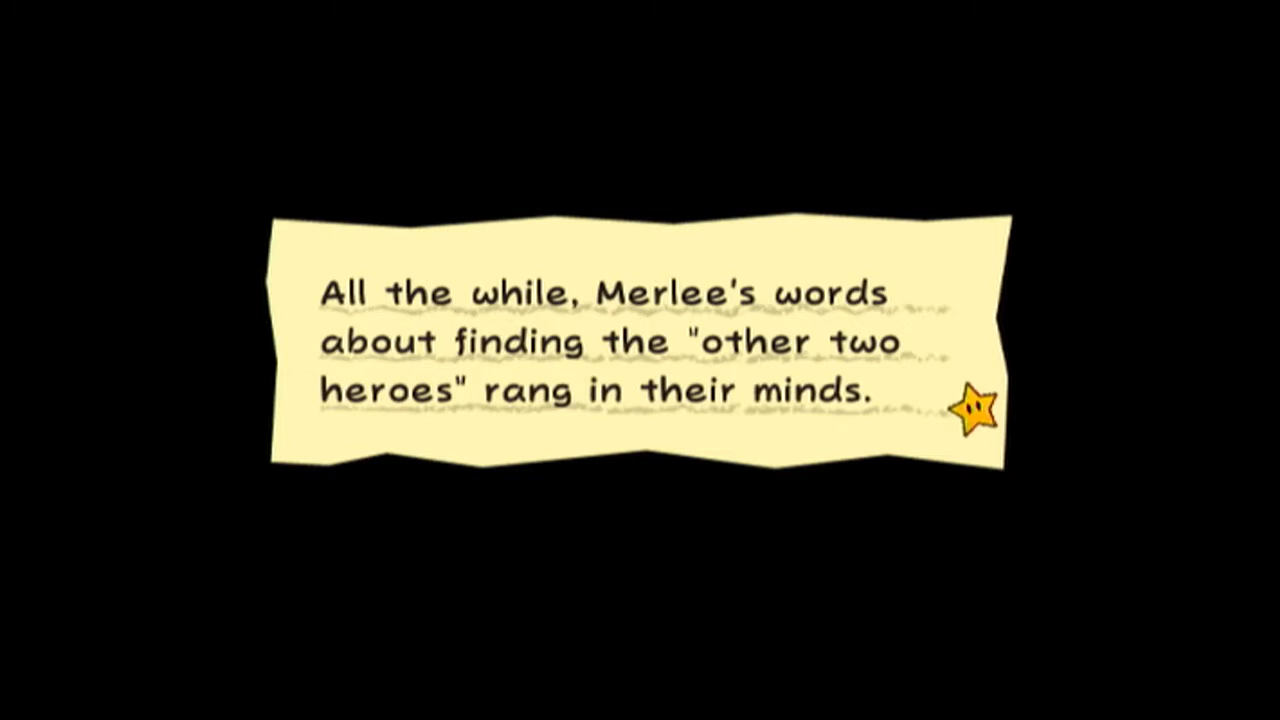 All the while, Merlee's words
about finding the "other two
heroes" rang in their minds.